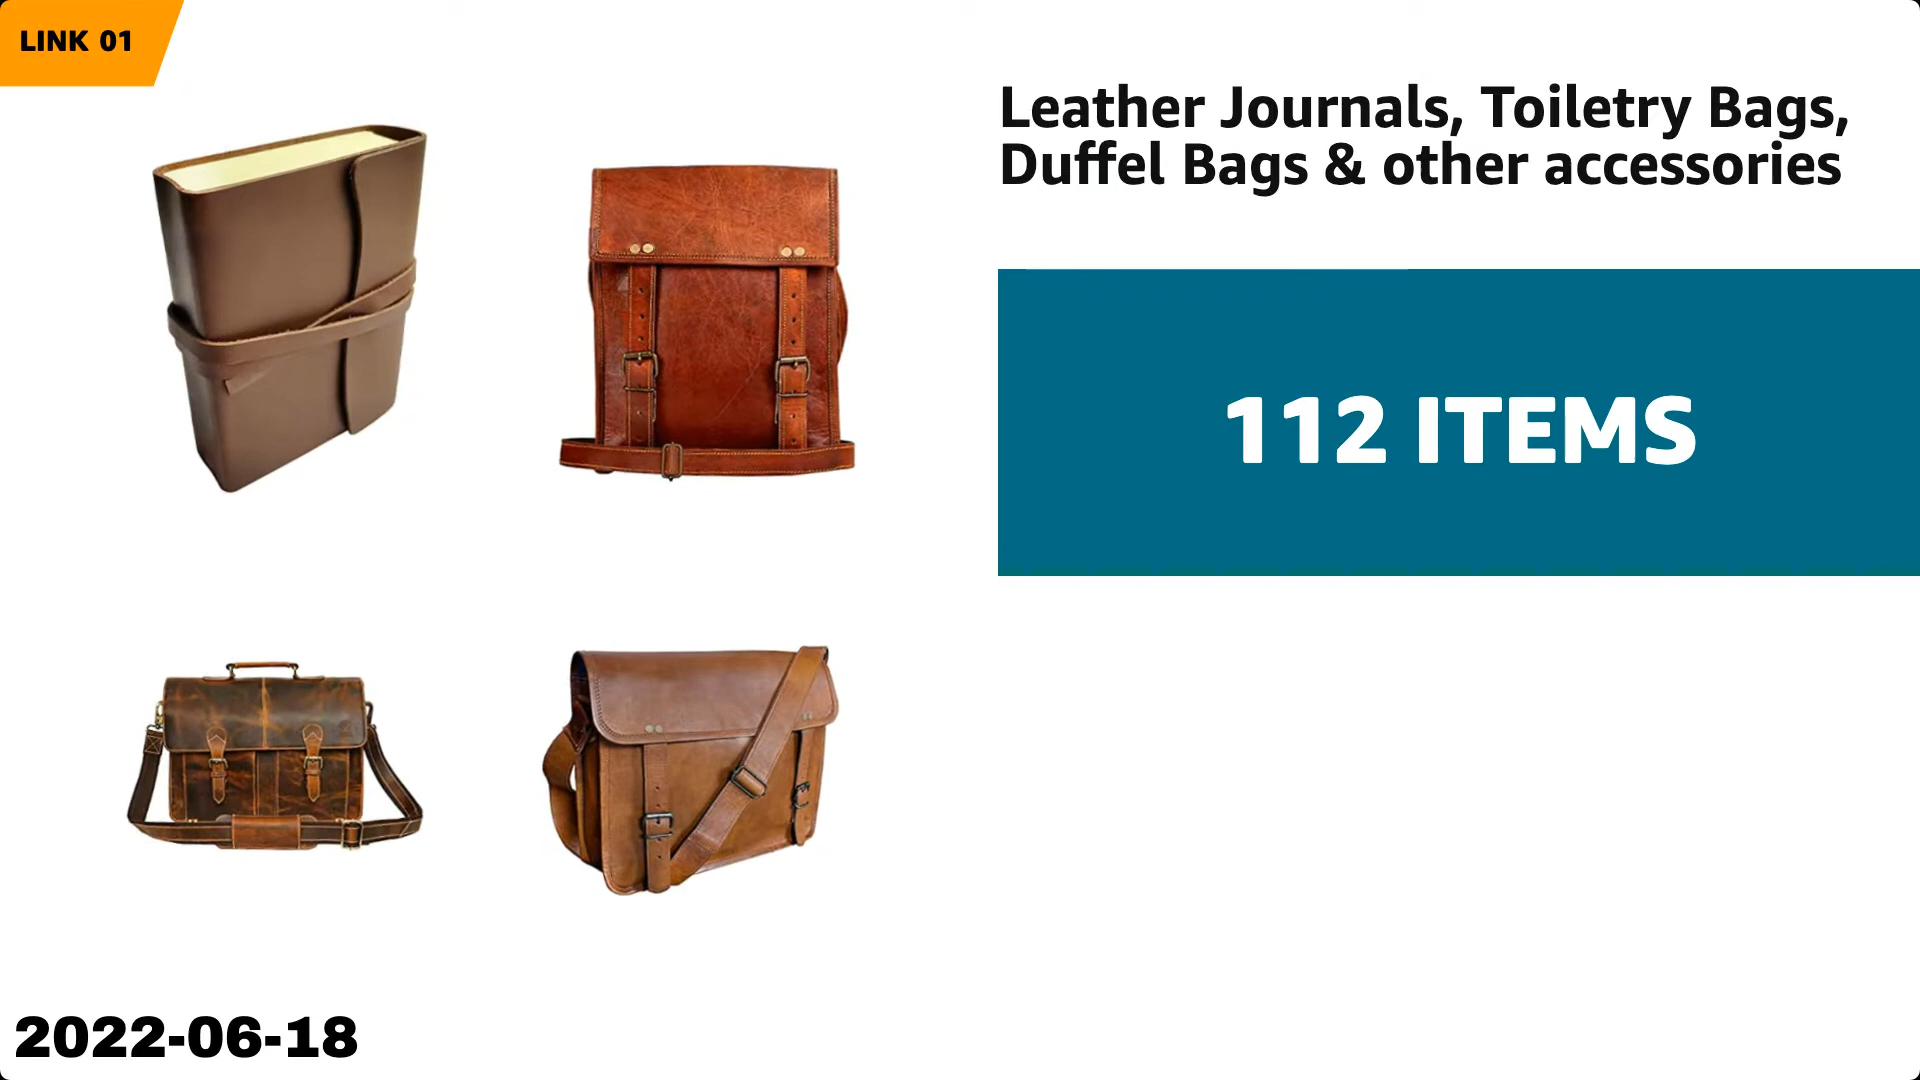 LINK 01
Leather Journals, Toiletry Bags,
Duffel Bags & other accessories
112 ITEMS
2022-06-18